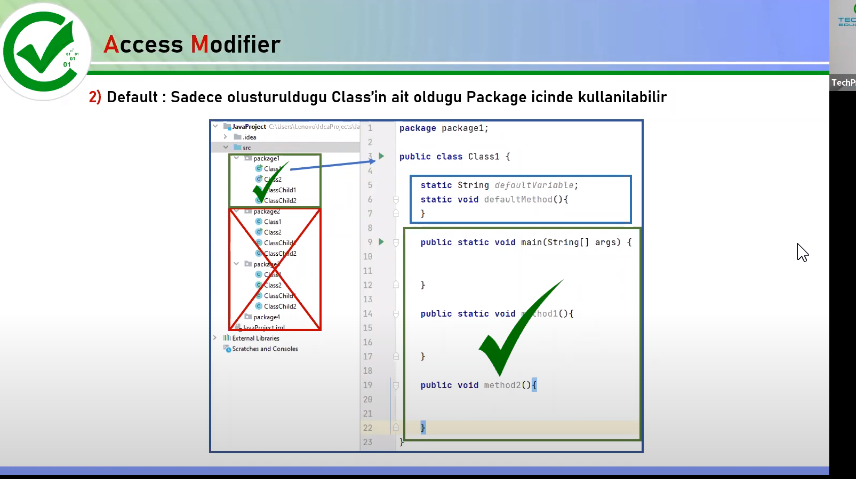 Access Modifier
TechPr
2) Default : Sadece olusturuldugu Class'in ait oldugu Package icinde kullanilabilir
JavaProject C:\Users\Lenovo\IdeaProjects\Ja
.idea
src
package1
Class2
ClassChild1
ClassChild2
package2
Class1
Class2
ClassChild1
ClassChild2
Class1
Class2
ClassChild1
ClassChild2
package4
JavaProject.iml
External Libraries
Scratches and Consoles
1 package package1;
2
3 public class Class1 {
4
5 static String defaultVariable;
6 static void defaultMethod(){
7 }
8
9 public static void main(String[] args) {
10
11
12 }
13
14 public static void method1(){
15
16
17 }
18
19 public void method2(){
20
21
22 }
23 }